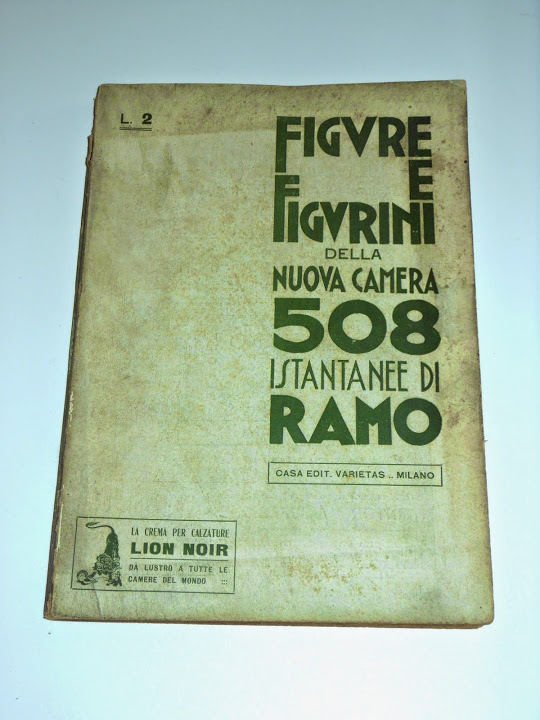 L. 2
FIGVRE
E
FIGVRINI
DELLA
NUOVA CAMERA
508
ISTANTANEE DI
RAMO
CASA EDIT. VARIETAS .. MILANO
LA CREMA PER CALZATURE
LION NOIR
DÀ LUSTRO A TUTTE LE
CAMERE DEL MONDO :::